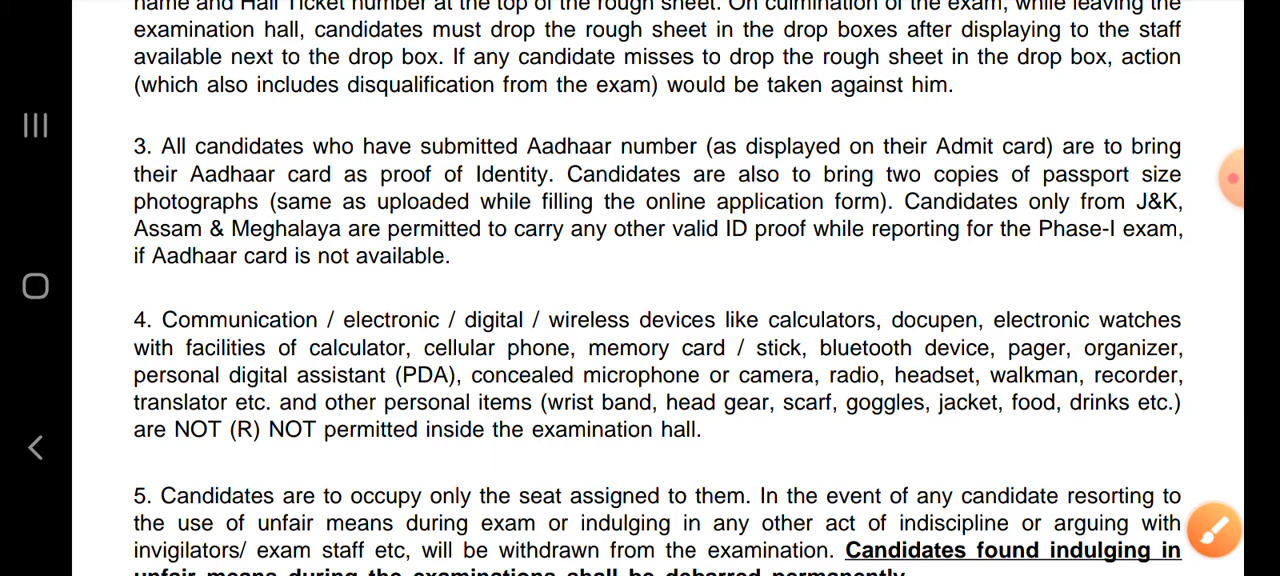 name and Hall Ticket number at the top of the rough sheet. On culmination of the exam, while leaving the
examination hall, candidates must drop the rough sheet in the drop boxes after displaying to the staff
available next to the drop box. If any candidate misses to drop the rough sheet in the drop box, action
(which also includes disqualification from the exam) would be taken against him.
3. All candidates who have submitted Aadhaar number (as displayed on their Admit card) are to bring
their Aadhaar card as proof of Identity. Candidates are also to bring two copies of passport size
photographs (same as uploaded while filling the online application form). Candidates only from J&K,
Assam & Meghalaya are permitted to carry any other valid ID proof while reporting for the Phase-I exam,
if Aadhaar card is not available.
4. Communication / electronic / digital / wireless devices like calculators, docupen, electronic watches
with facilities of calculator, cellular phone, memory card / stick, bluetooth device, pager, organizer,
personal digital assistant (PDA), concealed microphone or camera, radio, headset, walkman, recorder,
translator etc. and other personal items (wrist band, head gear, scarf, goggles, jacket, food, drinks etc.)
are NOT (R) NOT permitted inside the examination hall.
5. Candidates are to occupy only the seat assigned to them. In the event of any candidate resorting to
the use of unfair means during exam or indulging in any other act of indiscipline or arguing with
invigilators/ exam staff etc, will be withdrawn from the examination. Candidates found indulging in
unfair means during the examinations shall be debarred permanently.